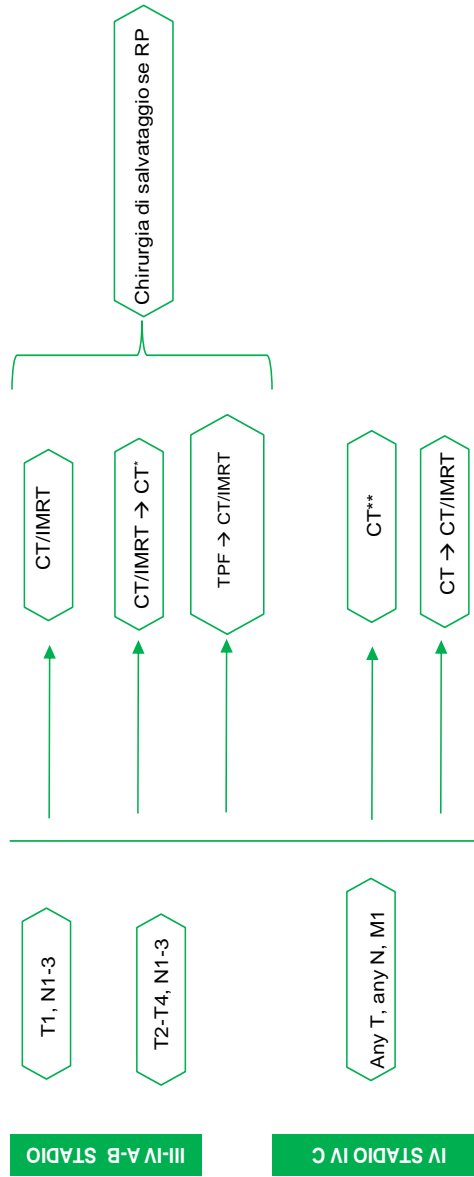 III-IV A-B STADIO
T1, N1-3
T2-T4, N1-3
CT/IMRT
CT/IMRT → CT*
TPF → CT/IMRT
Chirurgia di salvataggio se RP
IV STADIO IV C
Any T, any N, M1
CT**
CT → CT/IMRT